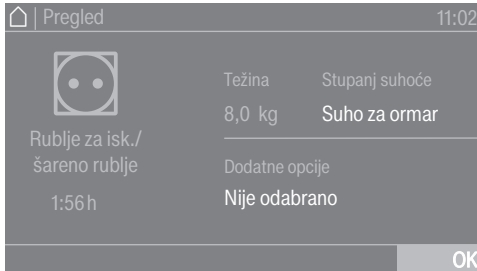 Pregled 11:02
Težina Stupanj suhoće
8,0 kg Suho za ormar
Rublje za isk./
šareno rublje
1:56 h
Dodatne opcije
Nije odabrano
OK